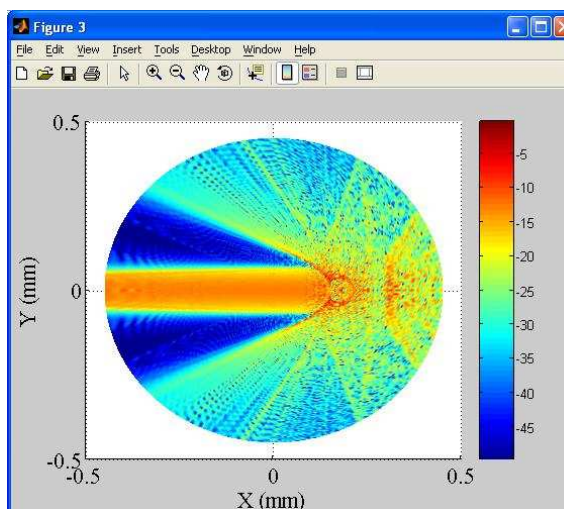 Figure 3
File Edit View Insert Tools Desktop Window Help
0.5
0
-0.5
-0.5 0 0.5
Y (mm)
X (mm)
-5
-10
-15
-20
-25
-30
-35
-40
-45